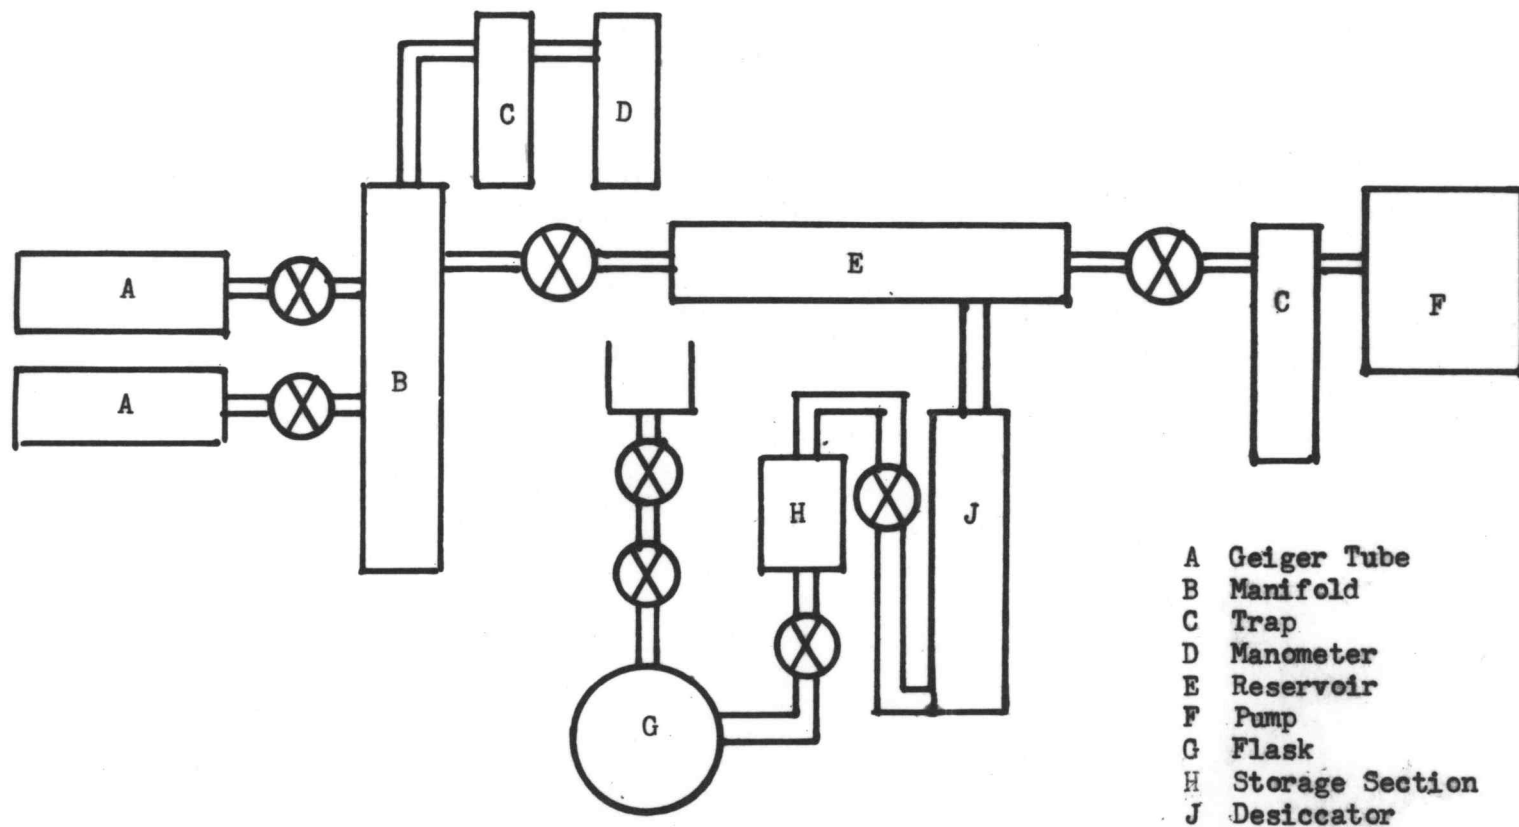 C
D
A
E
C
F
A
B
H
J
G
A Geiger Tube
B Manifold
C Trap
D Manometer
E Reservoir
F Pump
G Flask
H Storage Section
J Desiccator